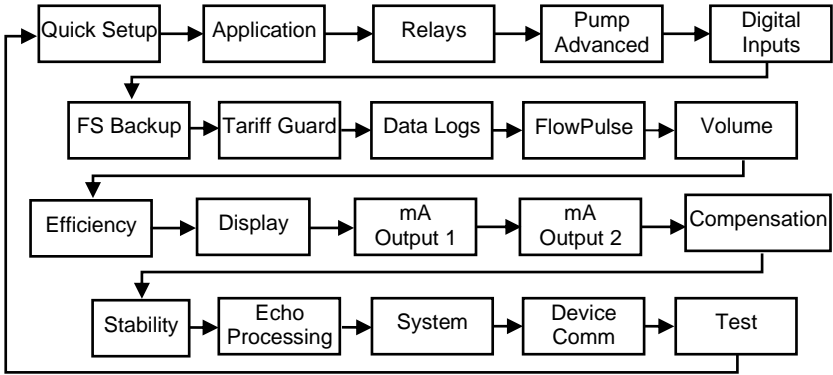 Quick Setup
Application
Relays
Pump
Advanced
Digital
Inputs
FS Backup
Tariff Guard
Data Logs
FlowPulse
Volume
Efficiency
Display
mA
Output 1
mA
Output 2
Compensation
Stability
Echo
Processing
System
Device
Comm
Test